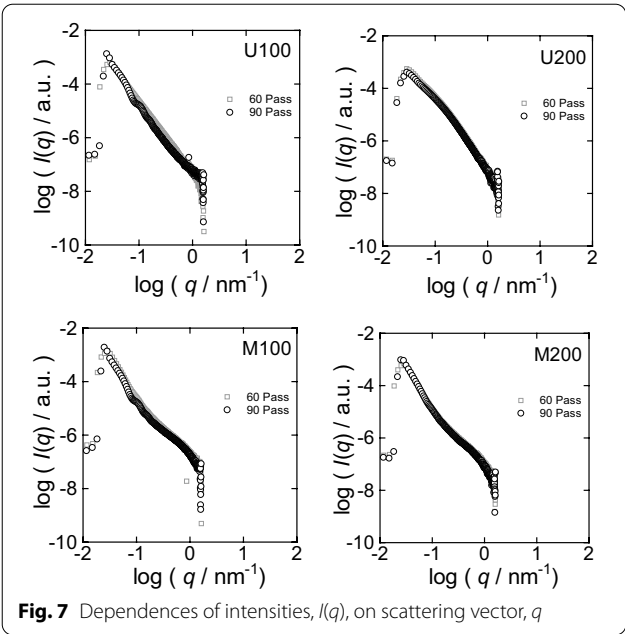 U100
60 Pass
90 Pass
log ( I(q) / a.u. )
-2
-4
-6
-8
-10
-2 -1 0 1 2
log ( q / nm⁻¹)
U200
60 Pass
90 Pass
log ( I(q) / a.u. )
-2
-4
-6
-8
-10
-2 -1 0 1 2
log ( q / nm⁻¹)
M100
60 Pass
90 Pass
log ( I(q) / a.u. )
-2
-4
-6
-8
-10
-2 -1 0 1 2
log ( q / nm⁻¹)
M200
60 Pass
90 Pass
log ( I(q) / a.u. )
-2
-4
-6
-8
-10
-2 -1 0 1 2
log ( q / nm⁻¹)
Fig. 7 Dependences of intensities, I(q), on scattering vector, q